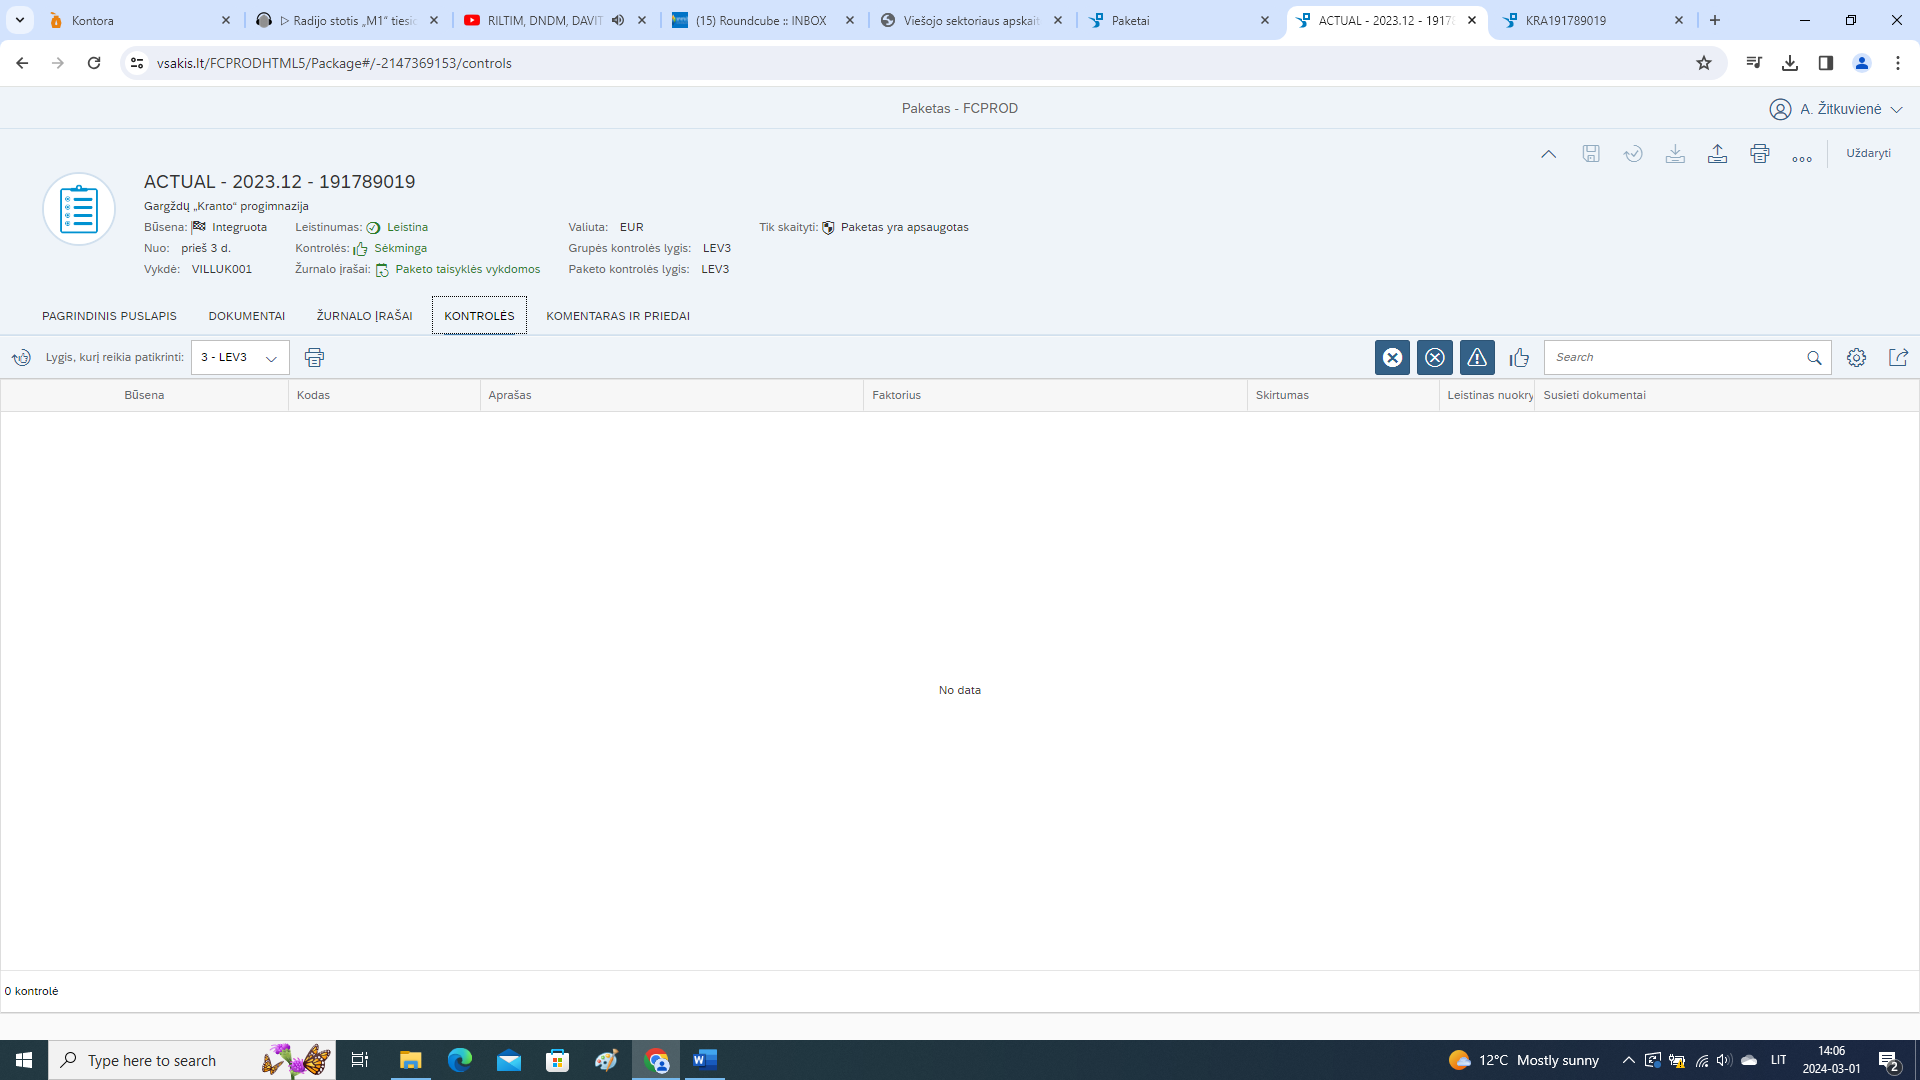 Kontora
▷ Radijo stotis „M1“ tiesio
RILTIM, DNDM, DAVIT
(15) Roundcube :: INBOX
Viešojo sektoriaus apskait
Paketai
ACTUAL - 2023.12 - 19178
KRA191789019
vsakis.lt/FCPRODHTML5/Package#/-2147369153/controls
Paketas - FCPROD
A. Žitkuvienė
Uždaryti
ACTUAL - 2023.12 - 191789019
Gargždų „Kranto“ progimnazija
Būsena: Integruota Leistinumas: Leistina Valiuta: EUR Tik skaityti: Paketas yra apsaugotas
Nuo: prieš 3 d. Kontrolės: Sėkminga Grupės kontrolės lygis: LEV3
Vykdė: VILLUK001 Žurnalo įrašai: Paketo taisyklės vykdomos Paketo kontrolės lygis: LEV3
PAGRINDINIS PUSLAPIS DOKUMENTAI ŽURNALO ĮRAŠAI KONTROLĖS KOMENTARAS IR PRIEDAI
Lygis, kurį reikia patikrinti: 3 - LEV3 Search
Būsena Kodas Aprašas Faktorius Skirtumas Leistinas nuokry Susieti dokumentai
No data
0 kontrolė
Type here to search
12°C Mostly sunny
LIT
14:06
2024-03-01
2